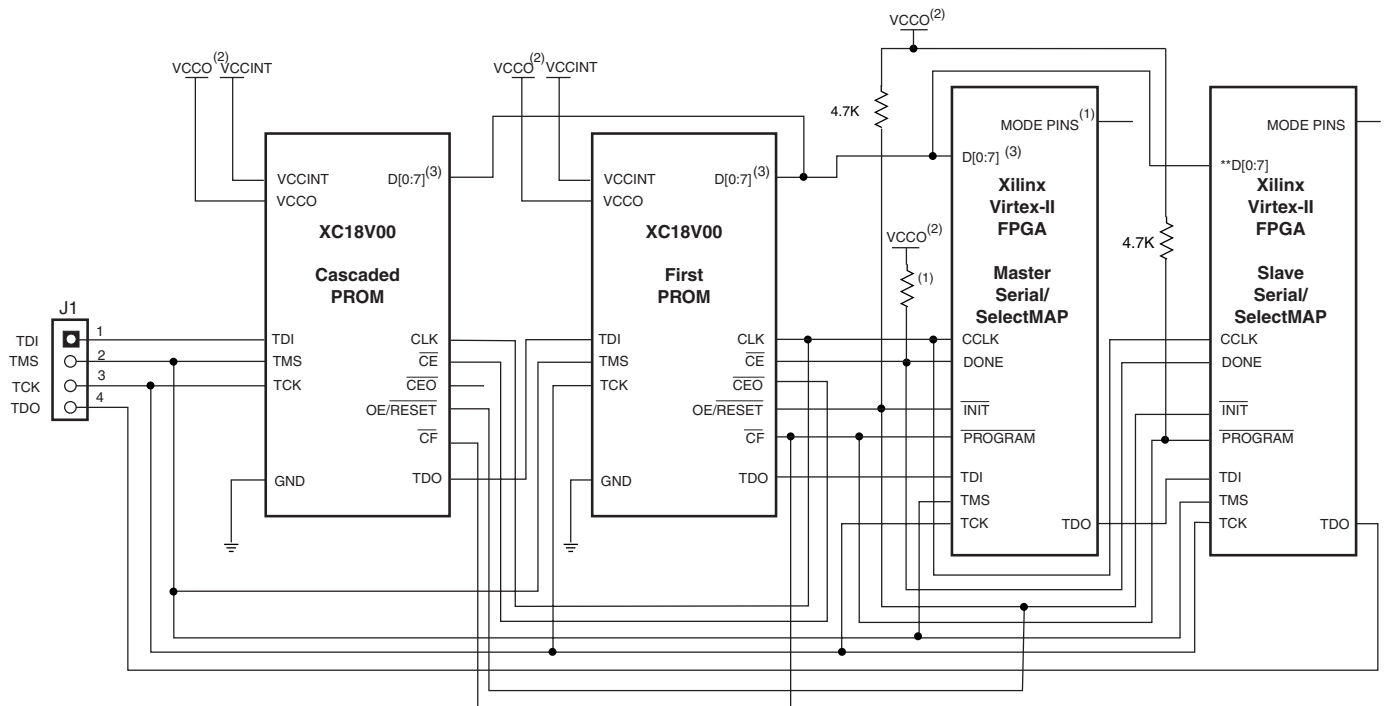 VCCO(2) VCCINT
VCCO(2) VCCINT
VCCO(2)
4.7K
MODE PINS(1)
MODE PINS
VCCINT
VCCO
D[0:7](3)
XC18V00
Cascaded
PROM
TDI
TMS
TCK
GND
CLK
CE
CEO
OE/RESET
CF
TDO
VCCINT
VCCO
D[0:7](3)
XC18V00
First
PROM
TDI
TMS
TCK
GND
CLK
CE
CEO
OE/RESET
CF
TDO
VCCO(2)
(1)
D[0:7] (3)
Xilinx
Virtex-II
FPGA
Master
Serial/
SelectMAP
CCLK
DONE
INIT
PROGRAM
TDI
TMS
TCK
TDO
4.7K
**D[0:7]
Xilinx
Virtex-II
FPGA
Slave
Serial/
SelectMAP
CCLK
DONE
INIT
PROGRAM
TDI
TMS
TCK
TDO
J1
TDI 1
TMS 2
TCK 3
TDO 4